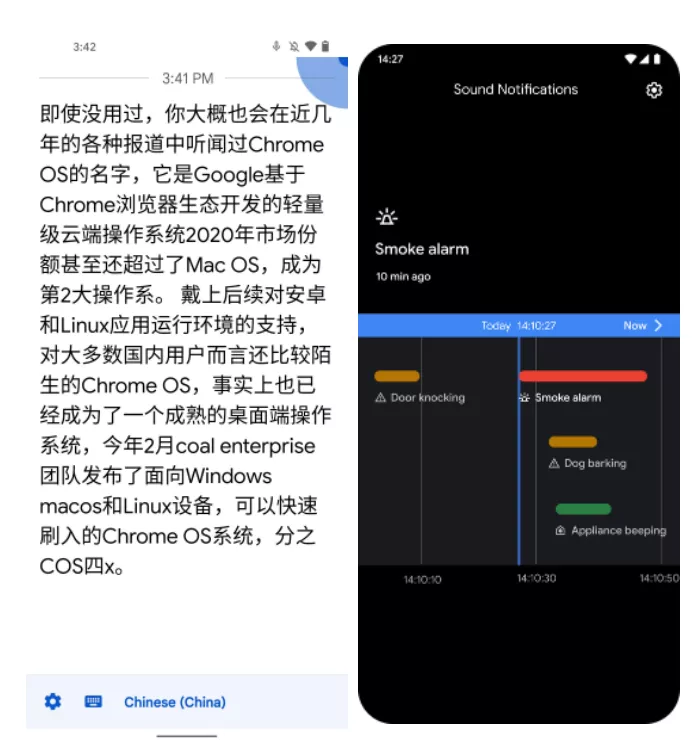 3:42
3:41 PM
即使没用过，你大概也会在近几
年的各种报道中听闻过Chrome
OS的名字，它是Google基于
Chrome浏览器生态开发的轻量
级云端操作系统2020年市场份
额甚至还超过了Mac OS，成为
第2大操作系。 戴上后续对安卓
和Linux应用运行环境的支持，
对大多数国内用户而言还比较陌
生的Chrome OS，事实上也已
经成为了一个成熟的桌面端操作
系统，今年2月coal enterprise
团队发布了面向Windows
macos和Linux设备，可以快速
刷入的Chrome OS系统，分之
COS四x。
Chinese (China)
14:27
Sound Notifications
Smoke alarm
10 min ago
Today 14:10:27 Now
Door knocking
Smoke alarm
Dog barking
Appliance beeping
14:10:10 14:10:30 14:10:50